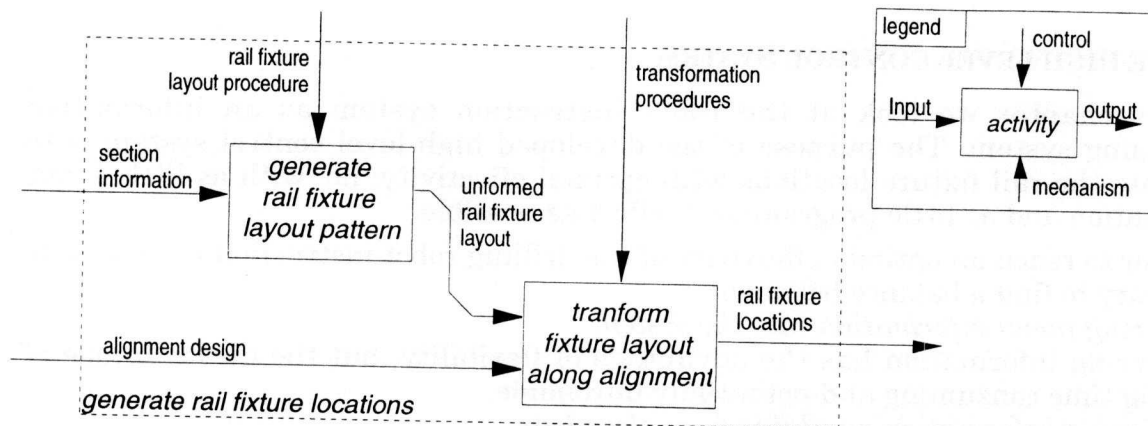 rail fixture
layout procedure
transformation
procedures
section
information
generate
rail fixture
layout pattern
unformed
rail fixture
layout
tranform
fixture layout
along alignment
rail fixture
locations
alignment design
generate rail fixture locations
legend
control
Input
activity
output
mechanism